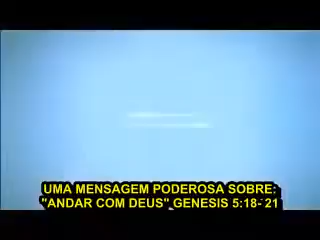 UMA MENSAGEM PODEROSA SOBRE:
"ANDAR COM DEUS" GENESIS 5:18- 21